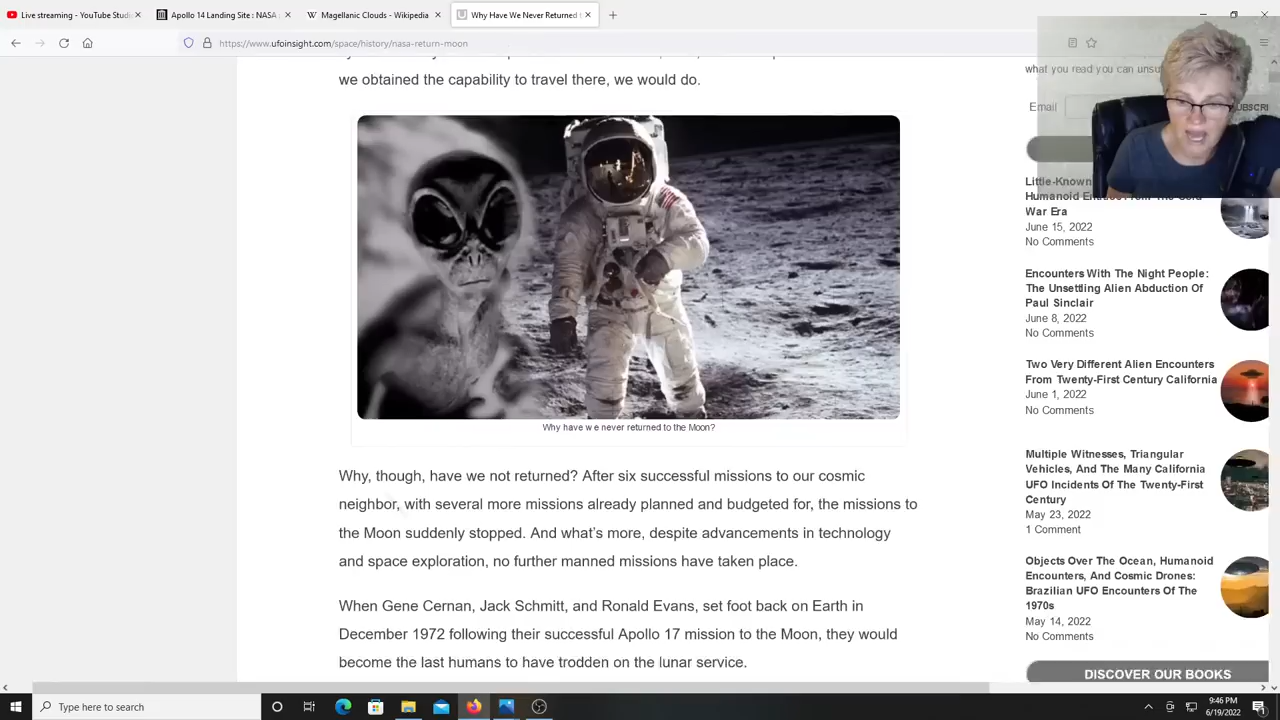 Live streaming - YouTube Studi
Apollo 14 Landing Site : NASA
Magellanic Clouds - Wikipedia
Why Have We Never Returned
https://www.ufoinsight.com/space/history/nasa-return-moon
we obtained the capability to travel there, we would do.
Why have we never returned to the Moon?
Why, though, have we not returned? After six successful missions to our cosmic
neighbor, with several more missions already planned and budgeted for, the missions to
the Moon suddenly stopped. And what's more, despite advancements in technology
and space exploration, no further manned missions have taken place.
When Gene Cernan, Jack Schmitt, and Ronald Evans, set foot back on Earth in
December 1972 following their successful Apollo 17 mission to the Moon, they would
become the last humans to have trodden on the lunar service.
what you read you can unsu
Email
Little-Known
Humanoid
War Era
June 15, 2022
No Comments
Encounters With The Night People:
The Unsettling Alien Abduction Of
Paul Sinclair
June 8, 2022
No Comments
Two Very Different Alien Encounters
From Twenty-First Century California
June 1, 2022
No Comments
Multiple Witnesses, Triangular
Vehicles, And The Many California
UFO Incidents Of The Twenty-First
Century
May 23, 2022
1 Comment
Objects Over The Ocean, Humanoid
Encounters, And Cosmic Drones:
Brazilian UFO Encounters Of The
1970s
May 14, 2022
No Comments
DISCOVER OUR BOOKS
Type here to search
9:46 PM
6/19/2022